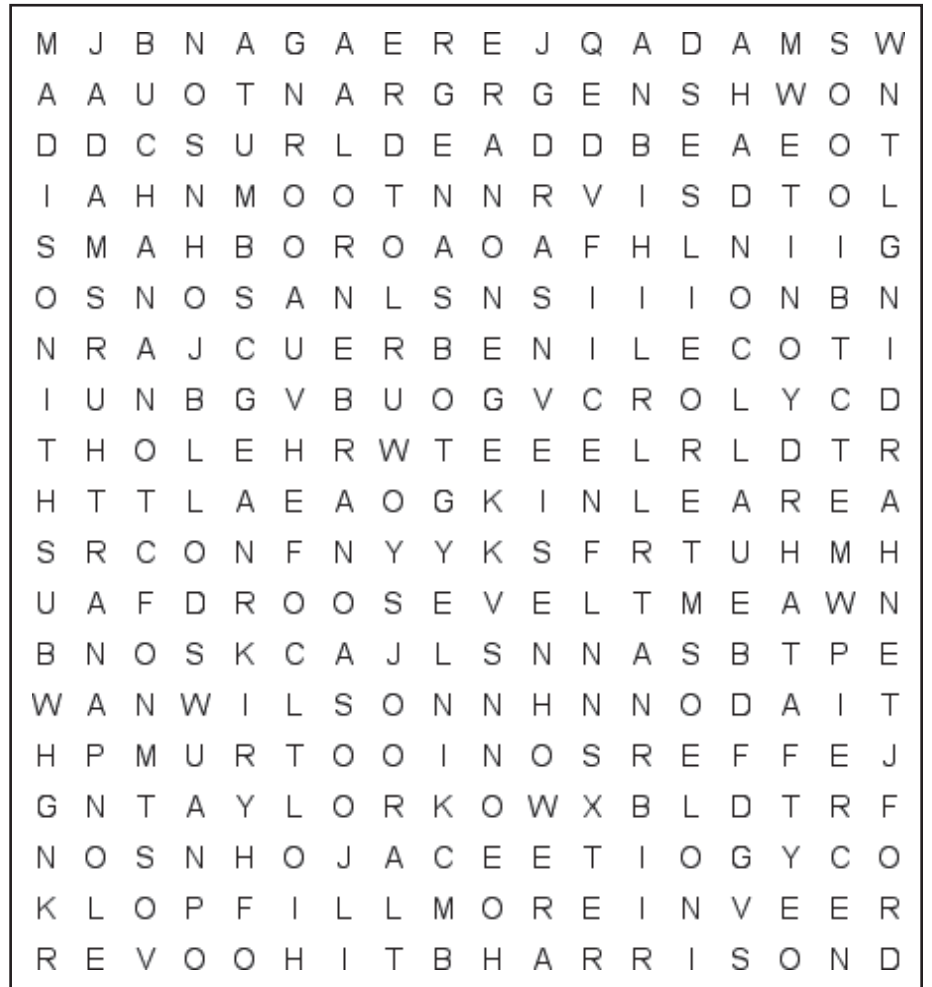 M J B N A G A E R E J Q A D A M S W
A A U O T N A R G R G E N S H W O N
D D C S U R L D E A D D B E A E O T
I A H N M O O T N N R V I S D T O L
S M A H B O R O A O A F H L N I I G
O S N O S A N L S N S I I I O N B N
N R A J C U E R B E N I L E C O T I
I U N B G V B U O G V C R O L Y C D
T H O L E H R W T E E E L R L D T R
H T T L A E A O G K I N L E A R E A
S R C O N F N Y Y K S F R T U H M H
U A F D R O O S E V E L T M E A W N
B N O S K C A J L S N N A S B T P E
W A N W I L S O N N H N N O D A I T
H P M U R T O O I N O S R E F F E J
G N T A Y L O R K O W X B L D T R F
N O S N H O J A C E E T I O G Y C O
K L O P F I L L M O R E I N V E E R
R E V O O H I T B H A R R I S O N D